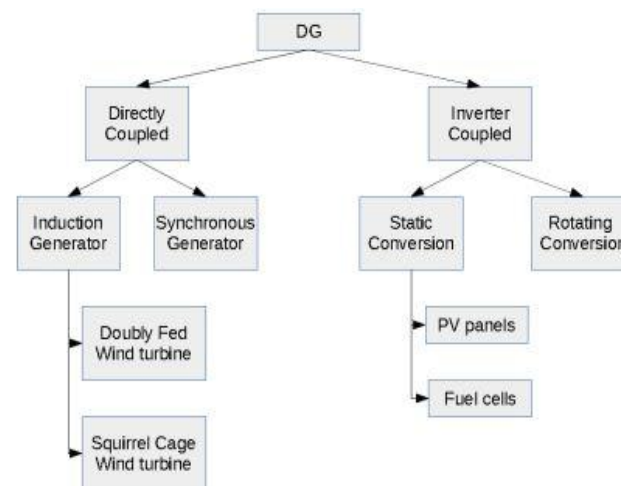 DG
Directly
Coupled
Inverter
Coupled
Induction
Generator
Synchronous
Generator
Static
Conversion
Rotating
Conversion
Doubly Fed
Wind turbine
PV panels
Fuel cells
Squirrel Cage
Wind turbine